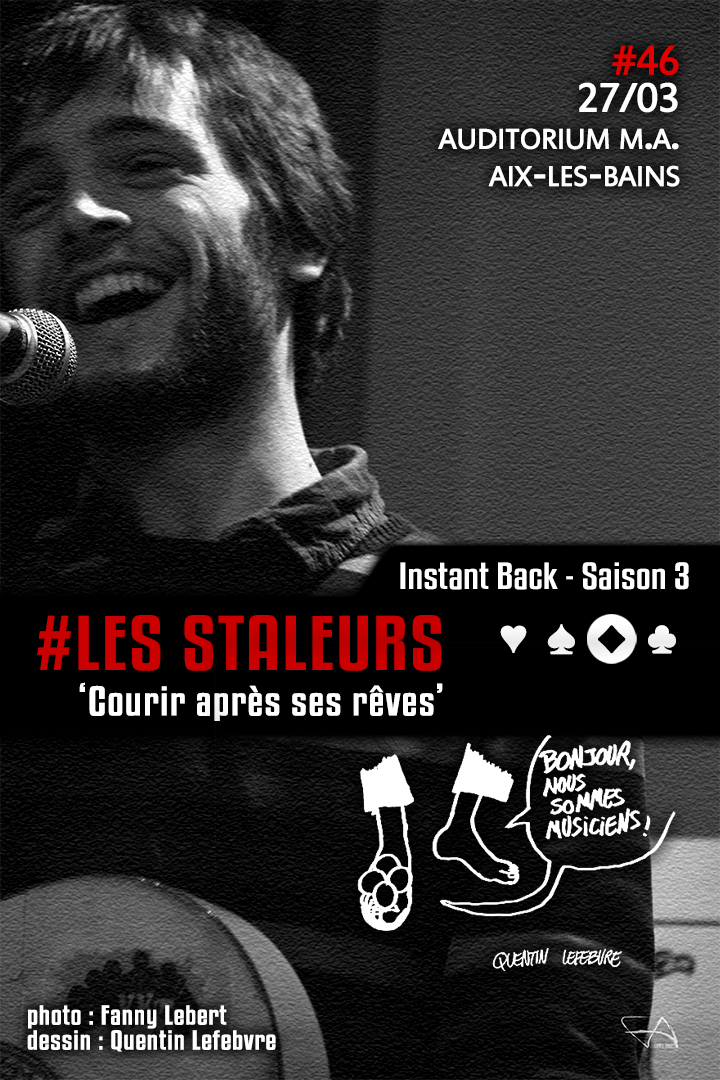 #46
27/03
AUDITORIUM M.A.
AIX-LES-BAINS
Instant Back - Saison 3
#LES STALEURS
‘Courir après ses rêves’
BONJOUR,
NOUS
SOMMES
MUSICIENS!
QUENTIN LEFEBVRE
photo : Fanny Lebert
dessin : Quentin Lefebvre